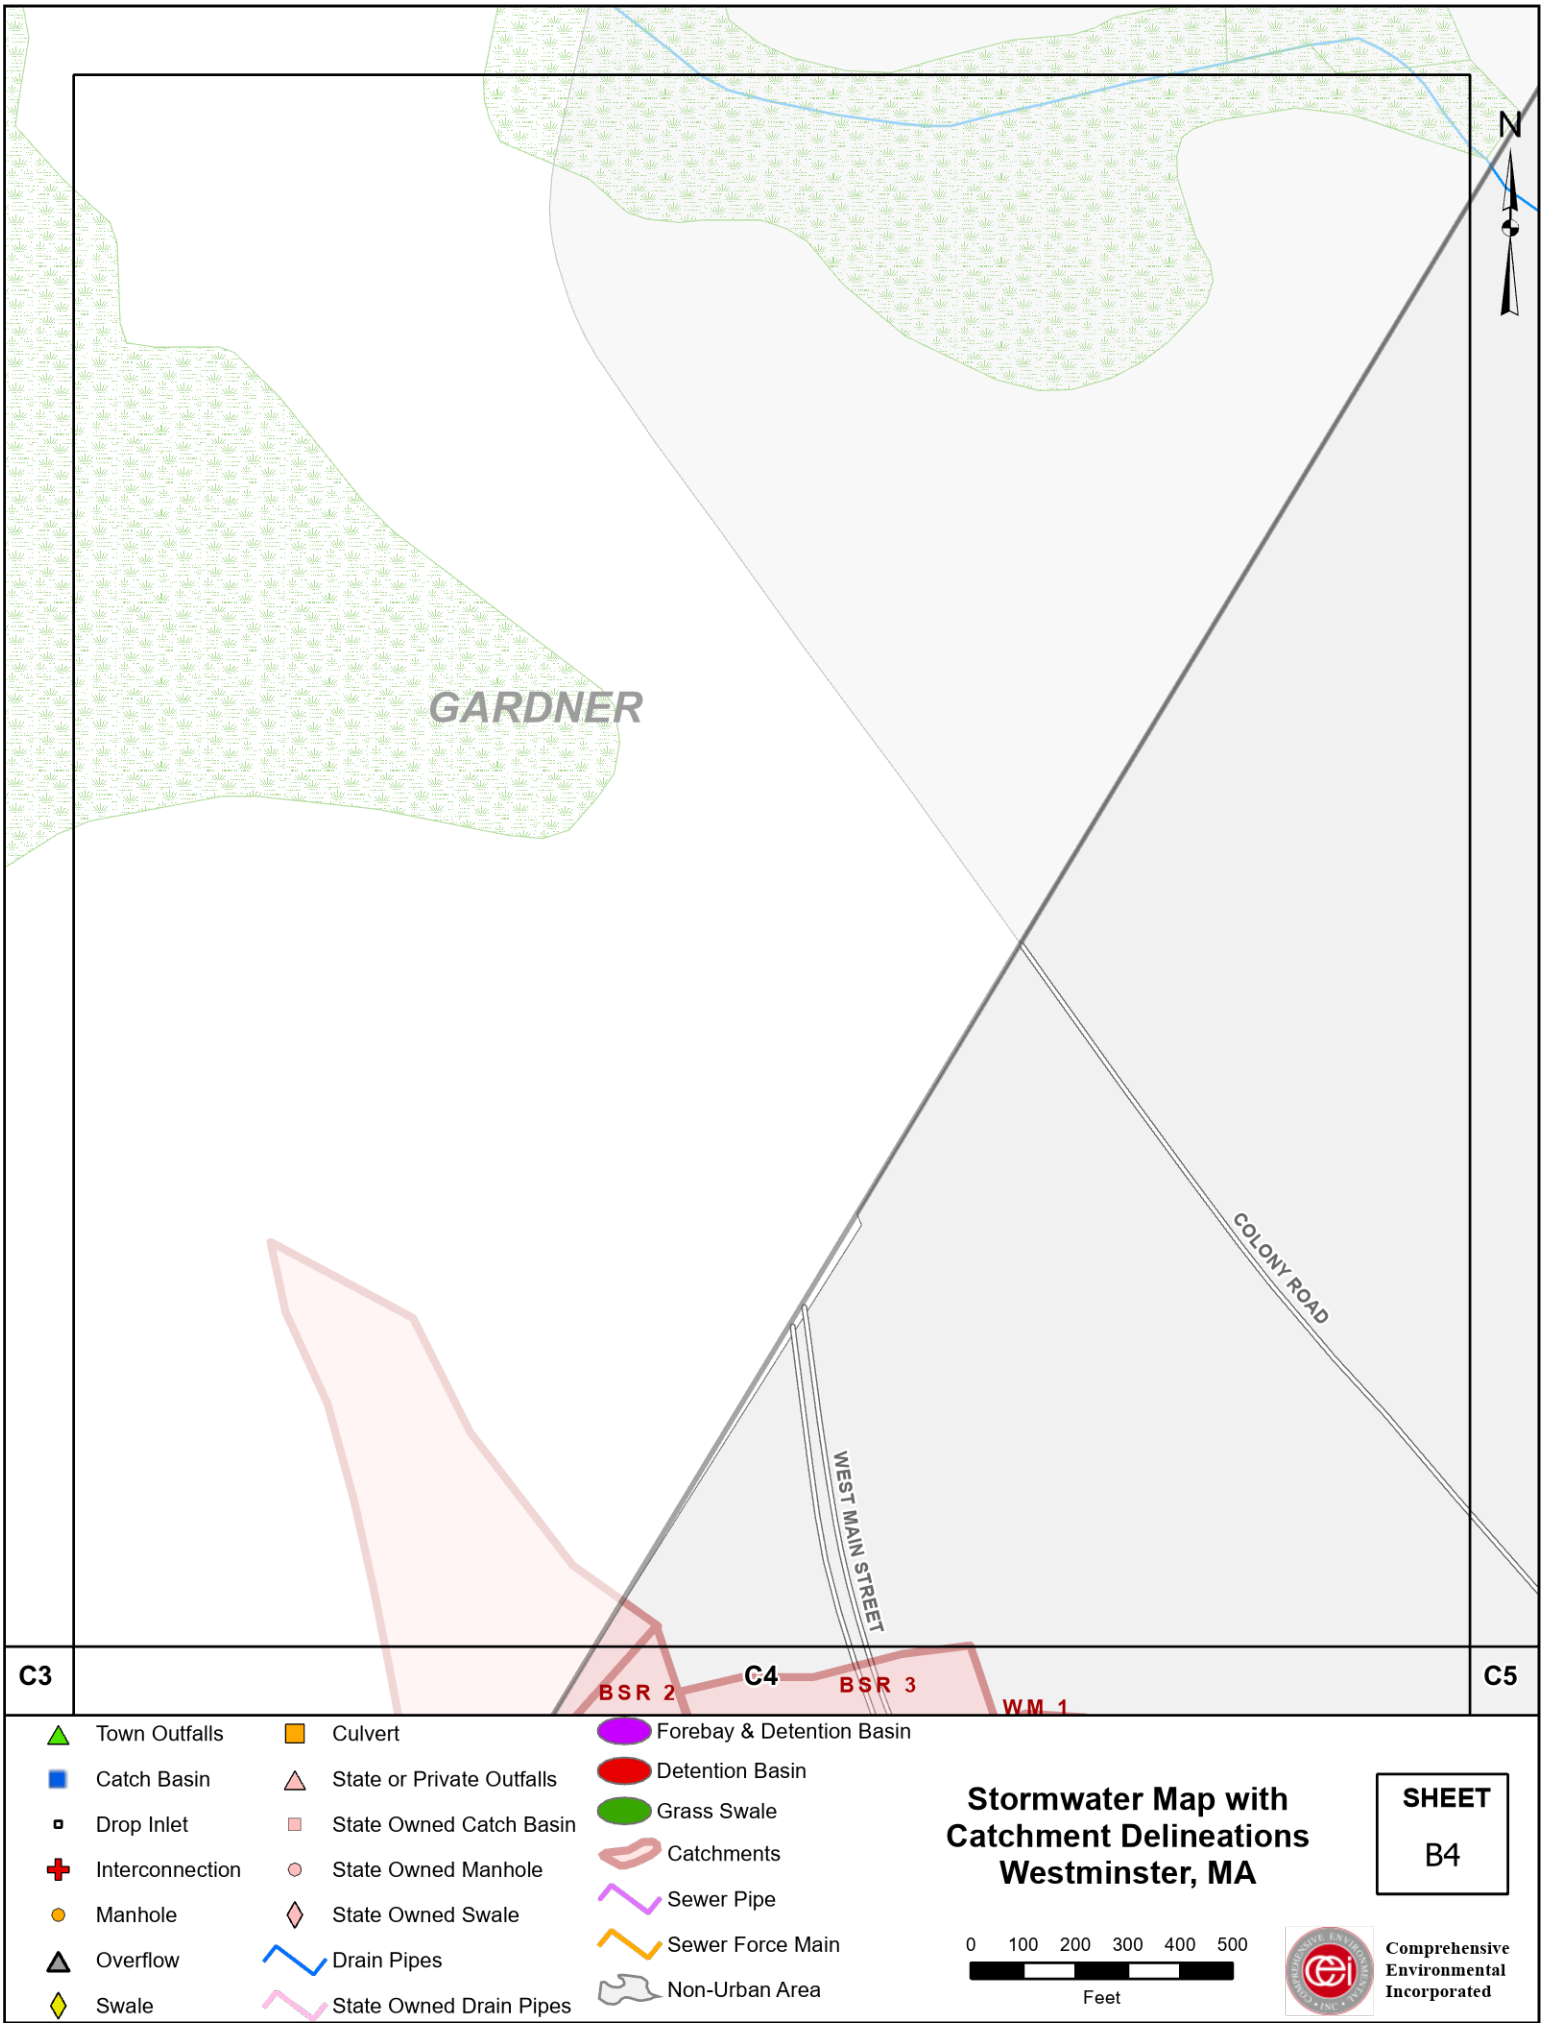 N
GARDNER
COLONY ROAD
WEST MAIN STREET
C3
C4
C5
BSR 2
BSR 3
WM 1
Town Outfalls
Catch Basin
Drop Inlet
Interconnection
Manhole
Overflow
Swale
Culvert
State or Private Outfalls
State Owned Catch Basin
State Owned Manhole
State Owned Swale
Drain Pipes
State Owned Drain Pipes
Forebay & Detention Basin
Detention Basin
Grass Swale
Catchments
Sewer Pipe
Sewer Force Main
Non-Urban Area
Stormwater Map with
Catchment Delineations
Westminster, MA
SHEET
B4
0 100 200 300 400 500
Feet
COMPREHENSIVE ENVIRONMENTAL
• INC •
cei
Comprehensive
Environmental
Incorporated